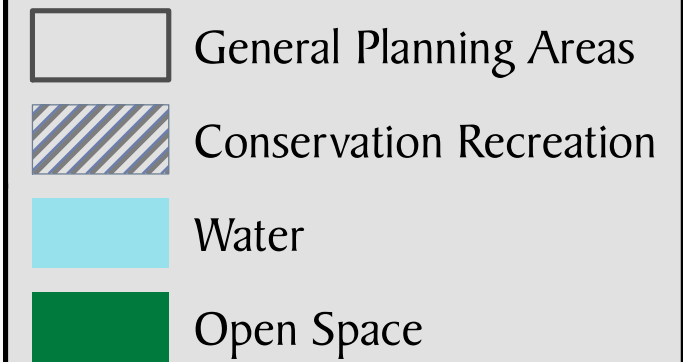 General Planning Areas
Conservation Recreation
Water
Open Space